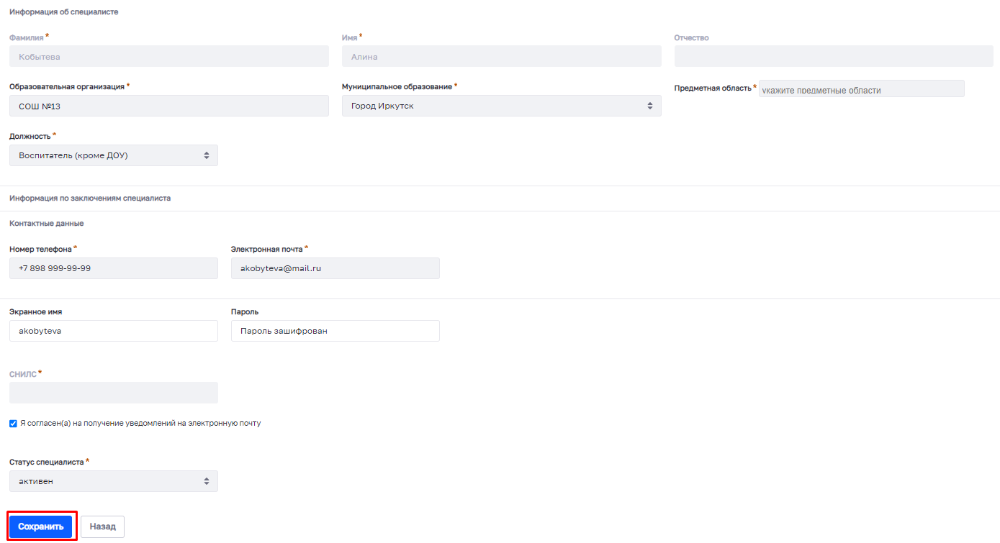 Информация об специалисте
Фамилия * Имя * Отчество
Кобытева Алина
Образовательная организация * Муниципальное образование * Предметная область * укажите предметные области
СОШ №13 Город Иркутск
Должность *
Воспитатель (кроме ДОУ)
Информация по заключениям специалиста
Контактные данные
Номер телефона * Электронная почта *
+7 898 999-99-99 akobyteva@mail.ru
Экранное имя Пароль
akobyteva Пароль зашифрован
СНИЛС *
Я согласен(а) на получение уведомлений на электронную почту
Статус специалиста *
активен
Сохранить Назад